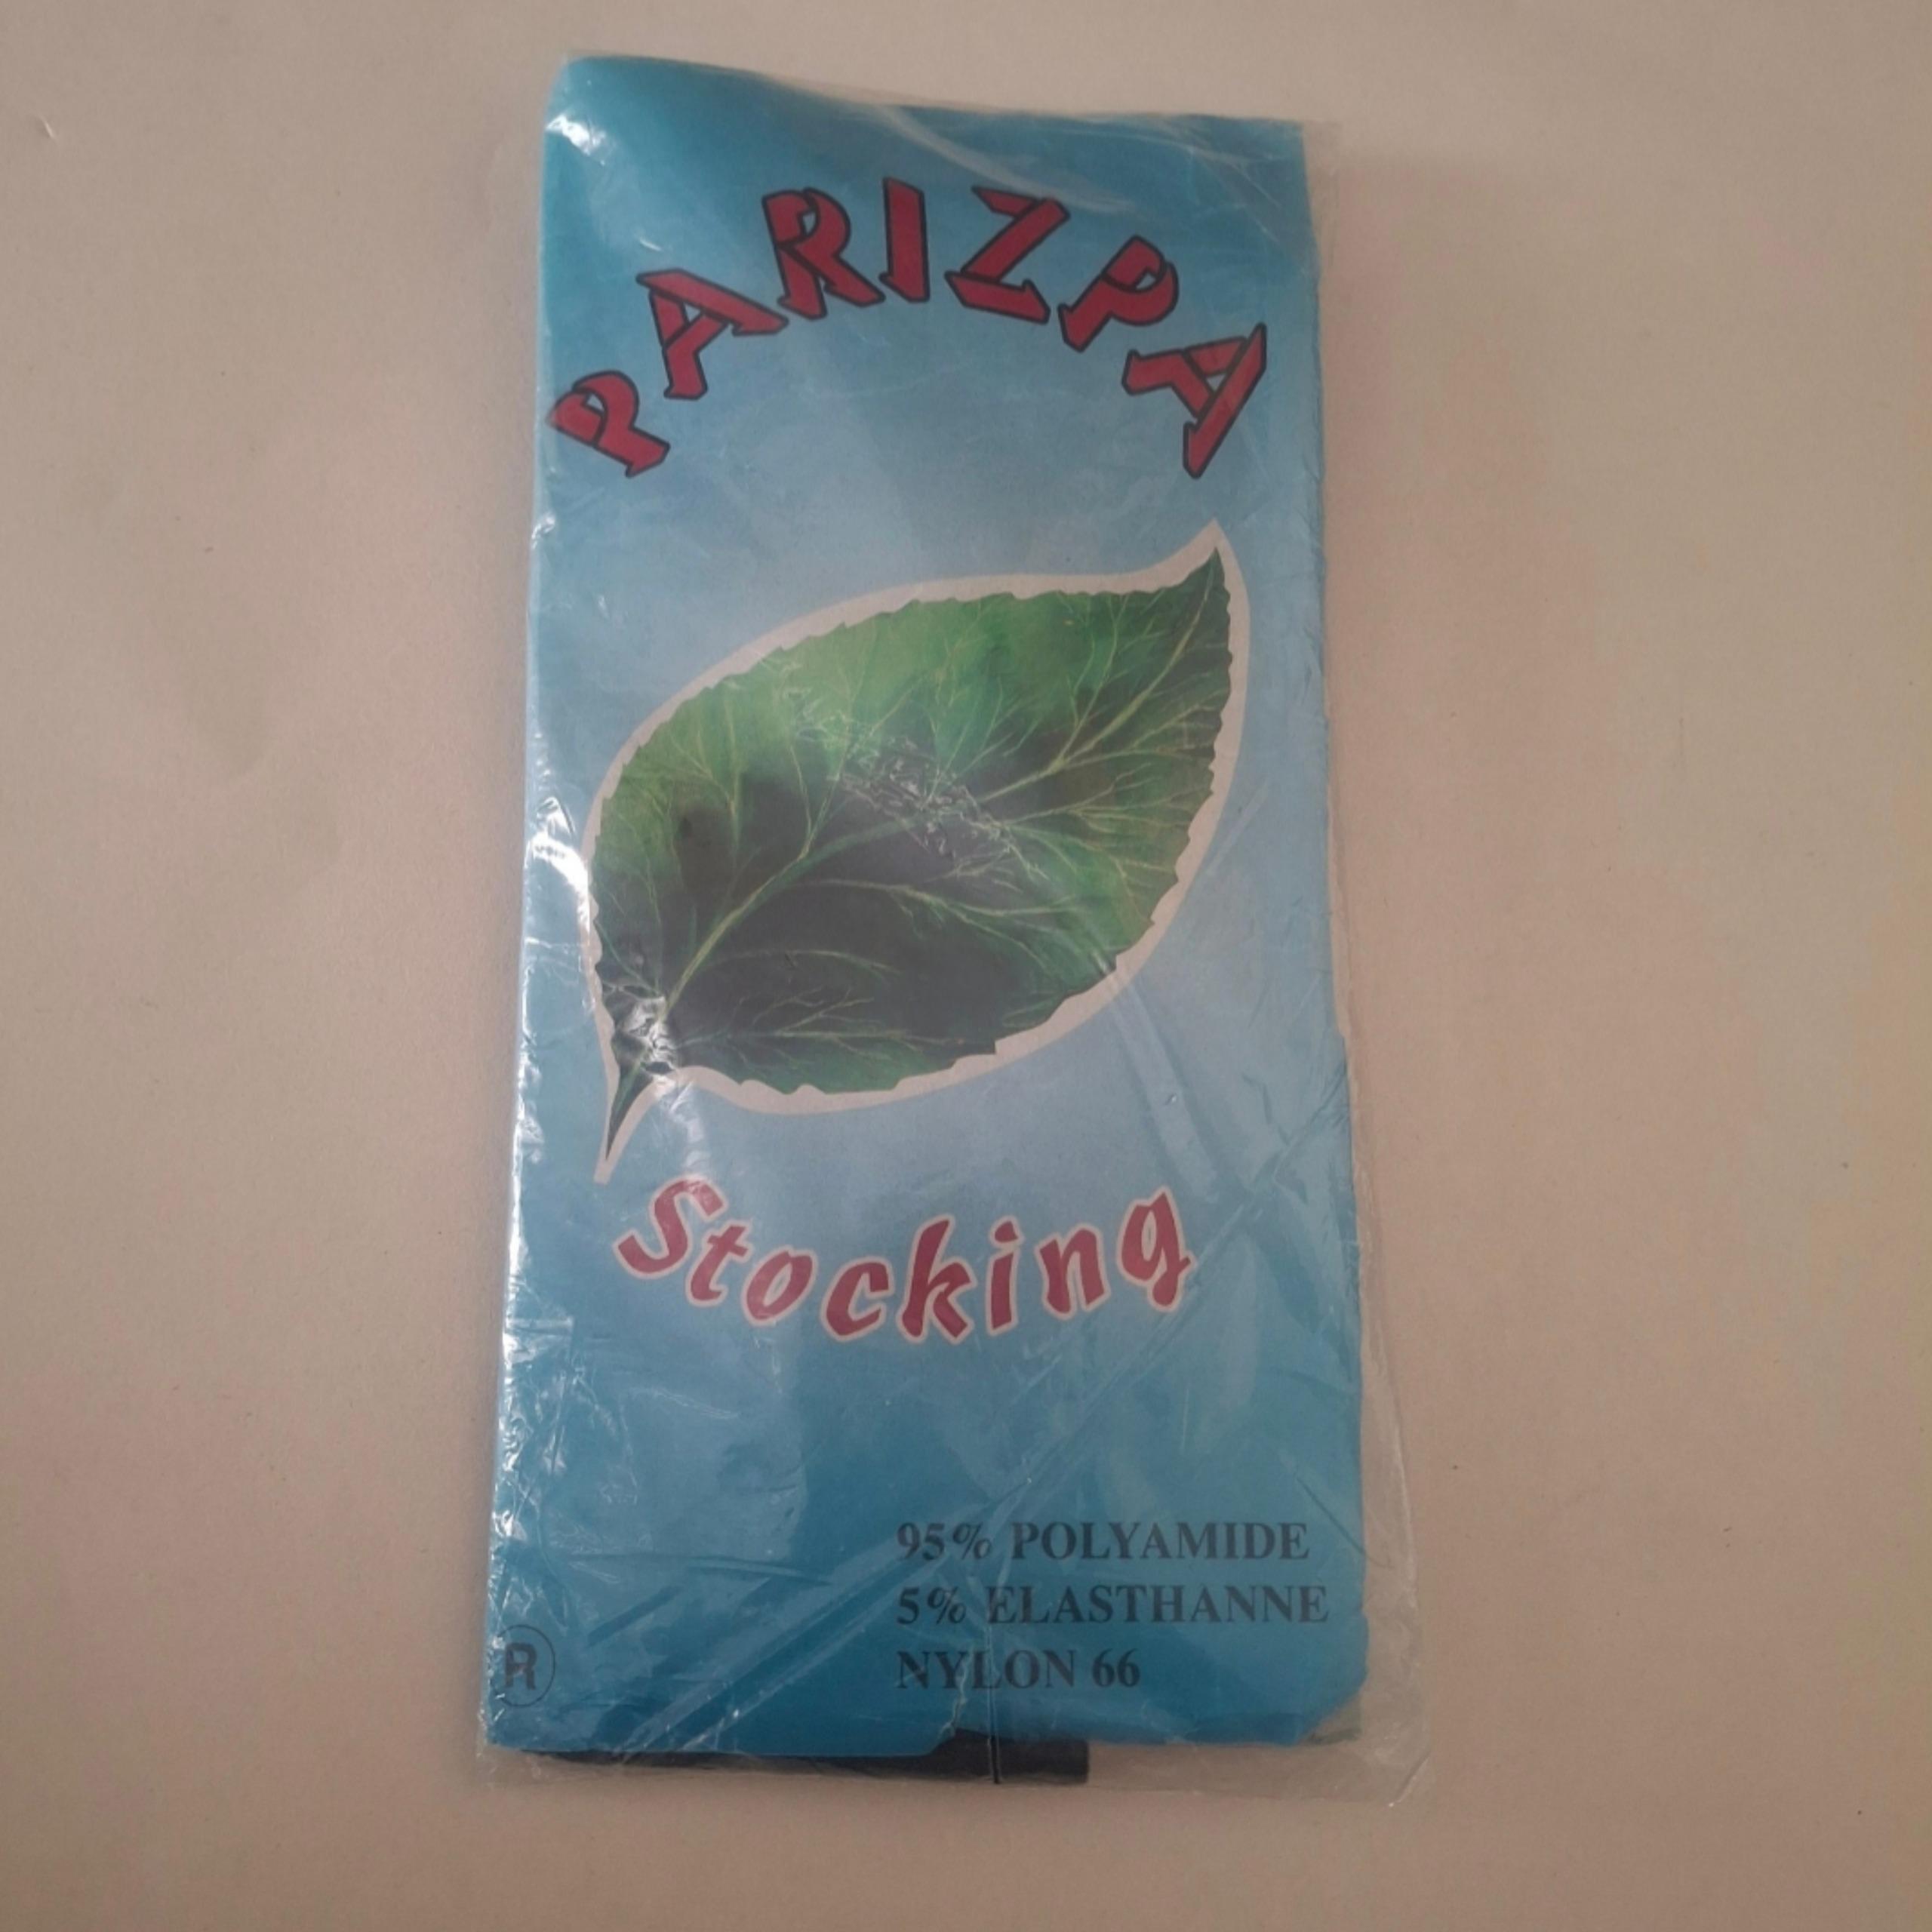 PARIZPA
Stocking
95% POLYAMIDE
5% ELASTHANNE
NYLON 66
®